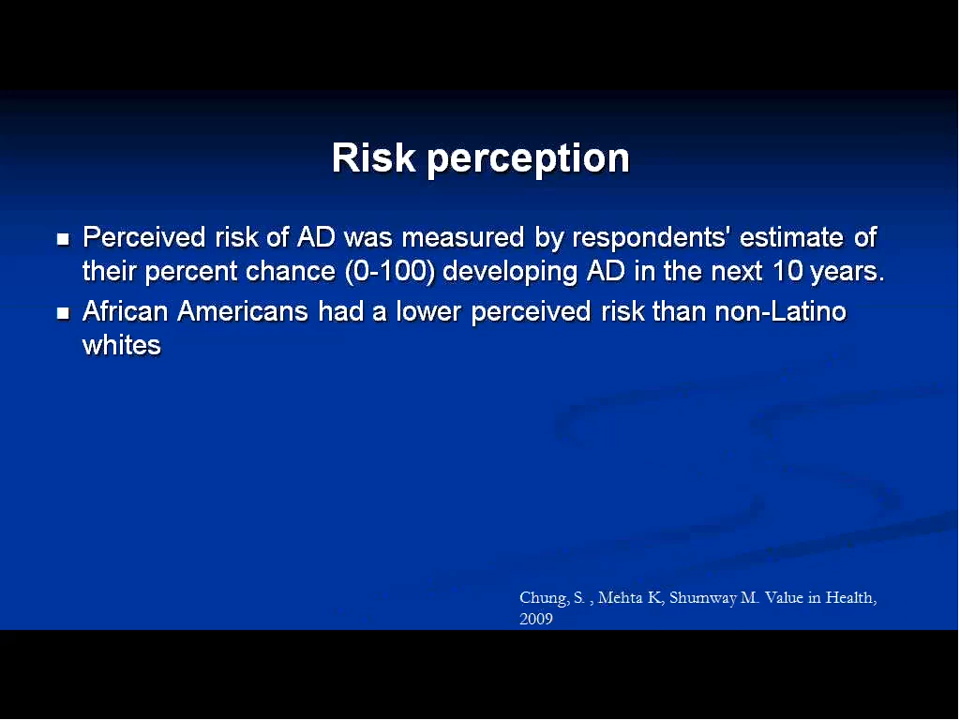 Risk perception
Perceived risk of AD was measured by respondents' estimate of
their percent chance (0-100) developing AD in the next 10 years.
African Americans had a lower perceived risk than non-Latino
whites
Chung, S. , Mehta K, Shumway M. Value in Health,
2009